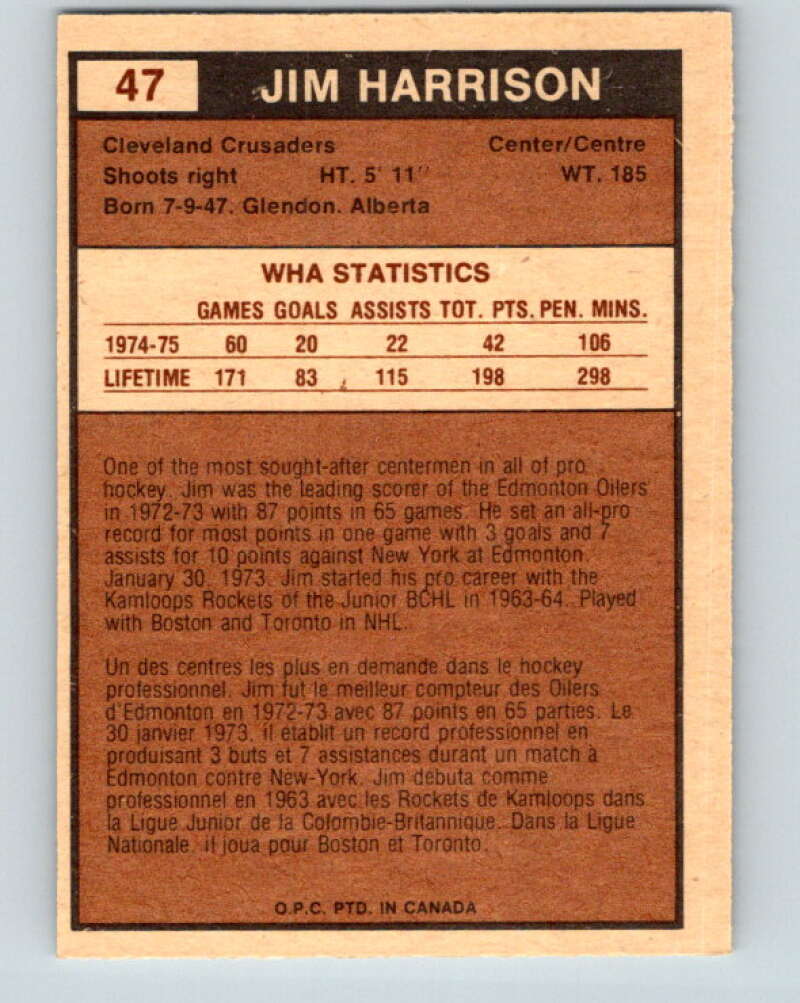 47 JIM HARRISON
Cleveland Crusaders Center/Centre
Shoots right HT. 5' 11" WT. 185
Born 7-9-47. Glendon. Alberta
WHA STATISTICS
GAMES GOALS ASSISTS TOT. PTS. PEN. MINS.
1974-75 60 20 22 42 106
LIFETIME 171 83 115 198 298
One of the most sought-after centermen in all of pro
hockey. Jim was the leading scorer of the Edmonton Oilers
in 1972-73 with 87 points in 65 games. He set an all-pro
record for most points in one game with 3 goals and 7
assists for 10 points against New York at Edmonton.
January 30, 1973. Jim started his pro career with the
Kamloops Rockets of the Junior BCHL in 1963-64. Played
with Boston and Toronto in NHL.
Un des centres les plus en demande dans le hockey
professionnel. Jim fut le meilleur compteur des Oilers
d'Edmonton en 1972-73 avec 87 points en 65 parties. Le
30 janvier 1973, il etablit un record professionnel en
produisant 3 buts et 7 assistances durant un match à
Edmonton contre New-York. Jim débuta comme
professionnel en 1963 avec les Rockets de Kamloops dans
la Ligue Junior de la Colombie-Britannique. Dans la Ligue
Nationale, il joua pour Boston et Toronto.
O.P.C. PTD. IN CANADA